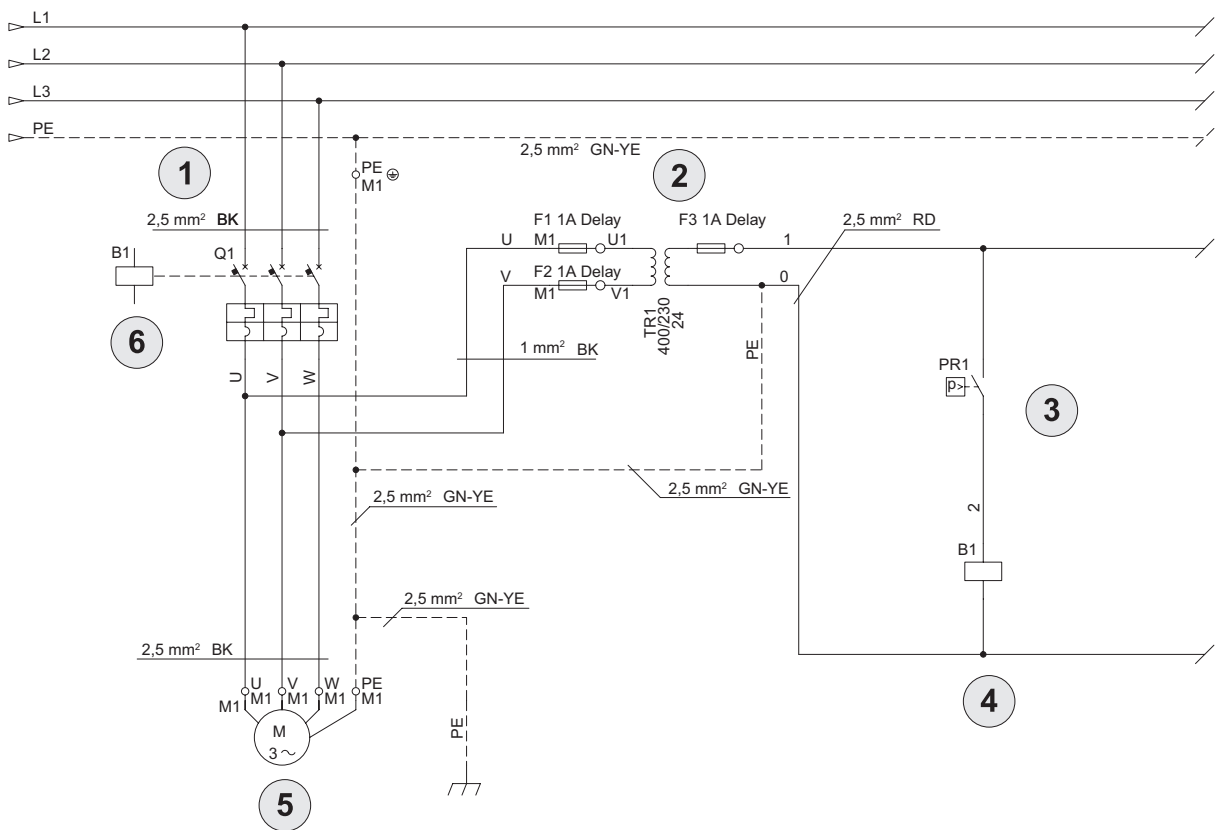 L1
L2
L3
PE
2,5 mm² GN-YE
1
2
PE
M1
2,5 mm² BK
F1 1A Delay
F3 1A Delay
2,5 mm² RD
B1
Q1
U
M1
U1
1
V
F2 1A Delay
M1
V1
0
6
TR1
400/230
24
1 mm² BK
PE
U
V
W
PR1
p>
3
2,5 mm² GN-YE
2,5 mm² GN-YE
2
B1
2,5 mm² GN-YE
2,5 mm² BK
U
M1
V
M1
W
M1
PE
M1
M1
4
M
3 ~
PE
5